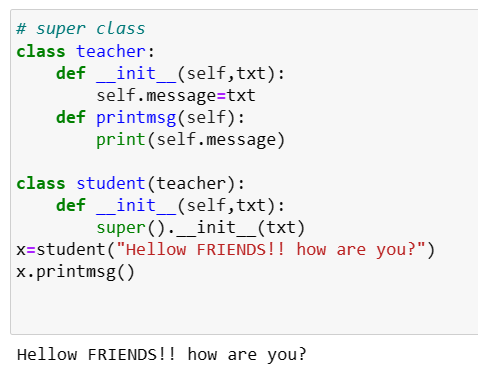 # super class
class teacher:
    def __init__(self,txt):
        self.message=txt
    def printmsg(self):
        print(self.message)

class student(teacher):
    def __init__(self,txt):
        super().__init__(txt)
x=student("Hellow FRIENDS!! how are you?")
x.printmsg()

Hellow FRIENDS!! how are you?